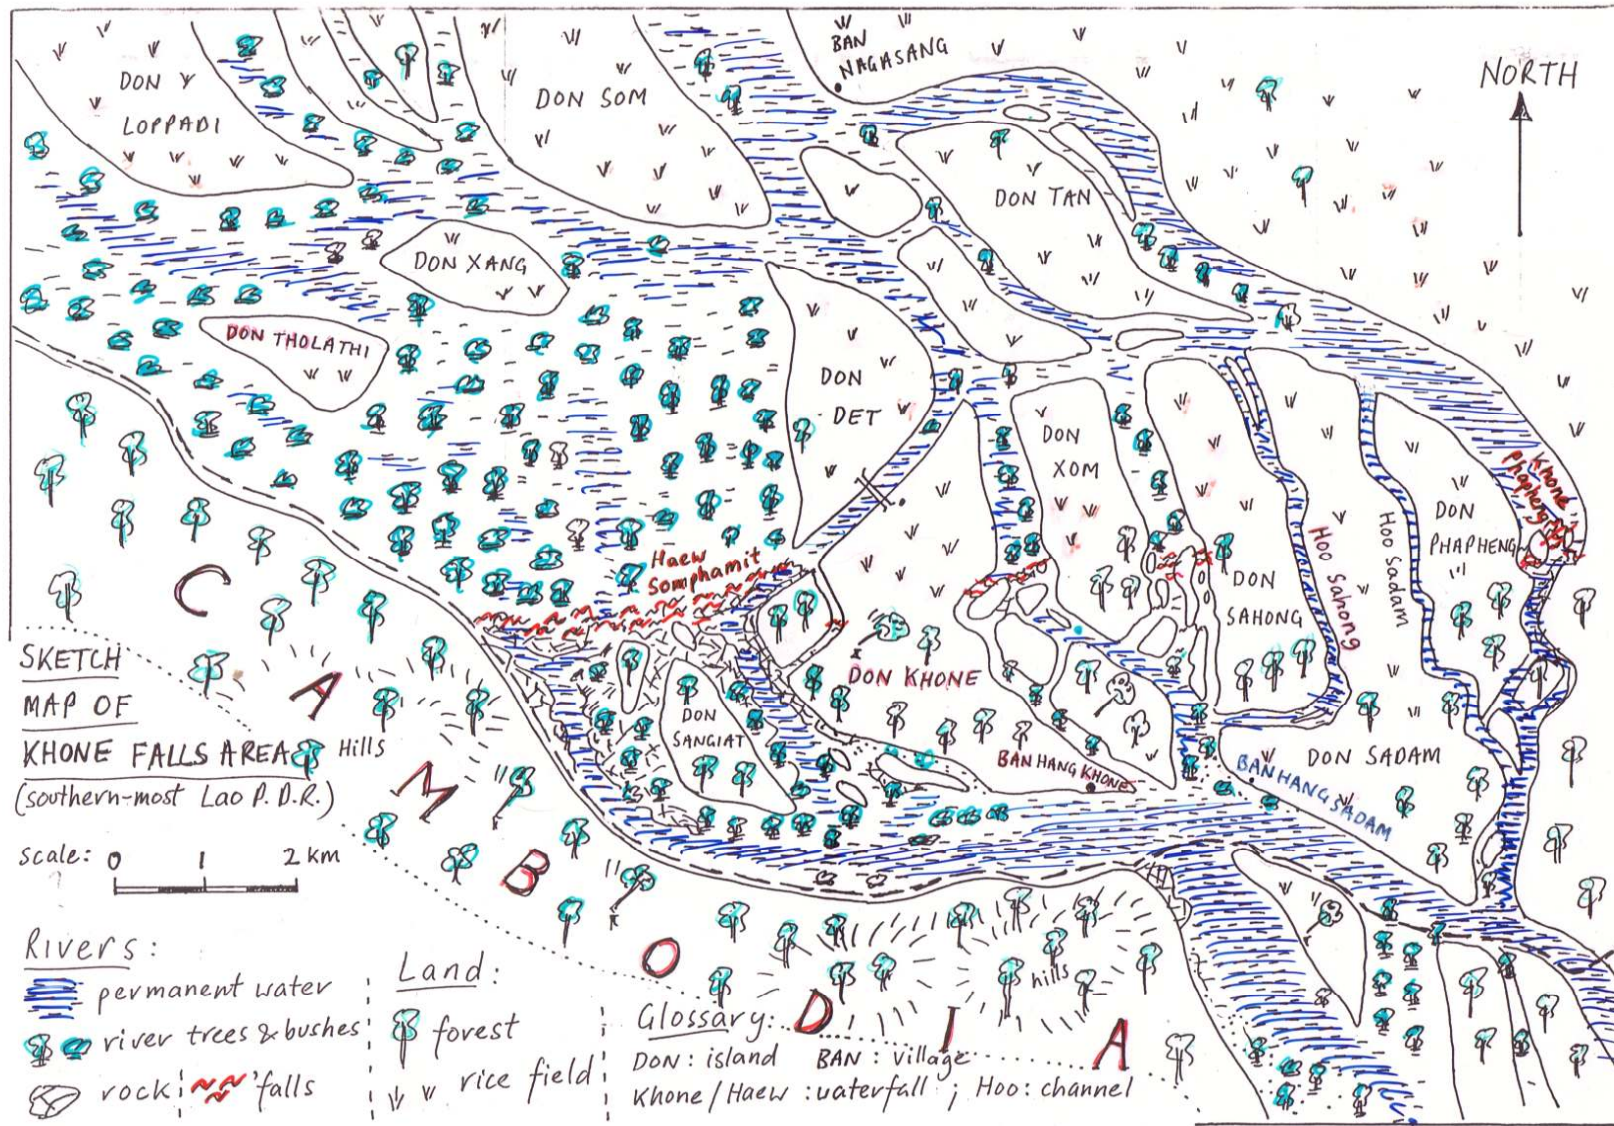 BAN
NAGASANG
DON Y
LOPPADI
DON SOM
NORTH
DON TAN
DON XANG
DON THOLATHI
DON
DET
DON
XOM
Khone
Phapheng
DON
PHAPHENG
Hoo Sahong
Hoo Sadam
Haew
Somphamit
DON
SAHONG
DON KHONE
DON
SANGIAT
BAN HANG KHONE
DON SADAM
BAN HANG SADAM
CAMBODIA
SKETCH
MAP OF
KHONE FALLS AREA
(southern-most Lao P.D.R.)
Hills
hills
scale: 0 1 2 km
Rivers:
permanent water
river trees & bushes
rock falls
Land:
forest
rice field
Glossary:
DON: island BAN: village
Khone/Haew: waterfall; Hoo: channel